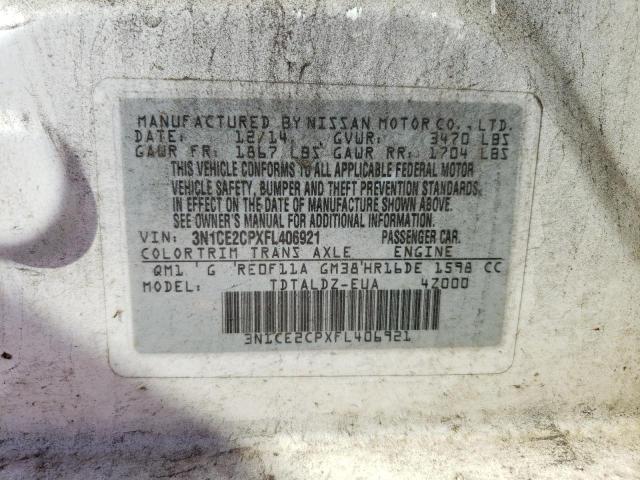 MANUFACTURED BY NISSAN MOTOR CO., LTD.
DATE: 12/14 GVWR: 3470 LBS
GAWR FR: 1867 LBS GAWR RR: 1704 LBS
THIS VEHICLE CONFORMS TO ALL APPLICABLE FEDERAL MOTOR
VEHICLE SAFETY, BUMPER AND THEFT PREVENTION STANDARDS
IN EFFECT ON THE DATE OF MANUFACTURE SHOWN ABOVE.
SEE OWNER'S MANUAL FOR ADDITIONAL INFORMATION.
VIN: 3N1CE2CPXFL406921 PASSENGER CAR.
COLOR TRIM TRANS AXLE ENGINE
QM1 ' G 'RE0F11A GM38'HR16DE 1598 CC
MODEL: TDTALDZ-EUA 4Z000
3N1CE2CPXFL406921